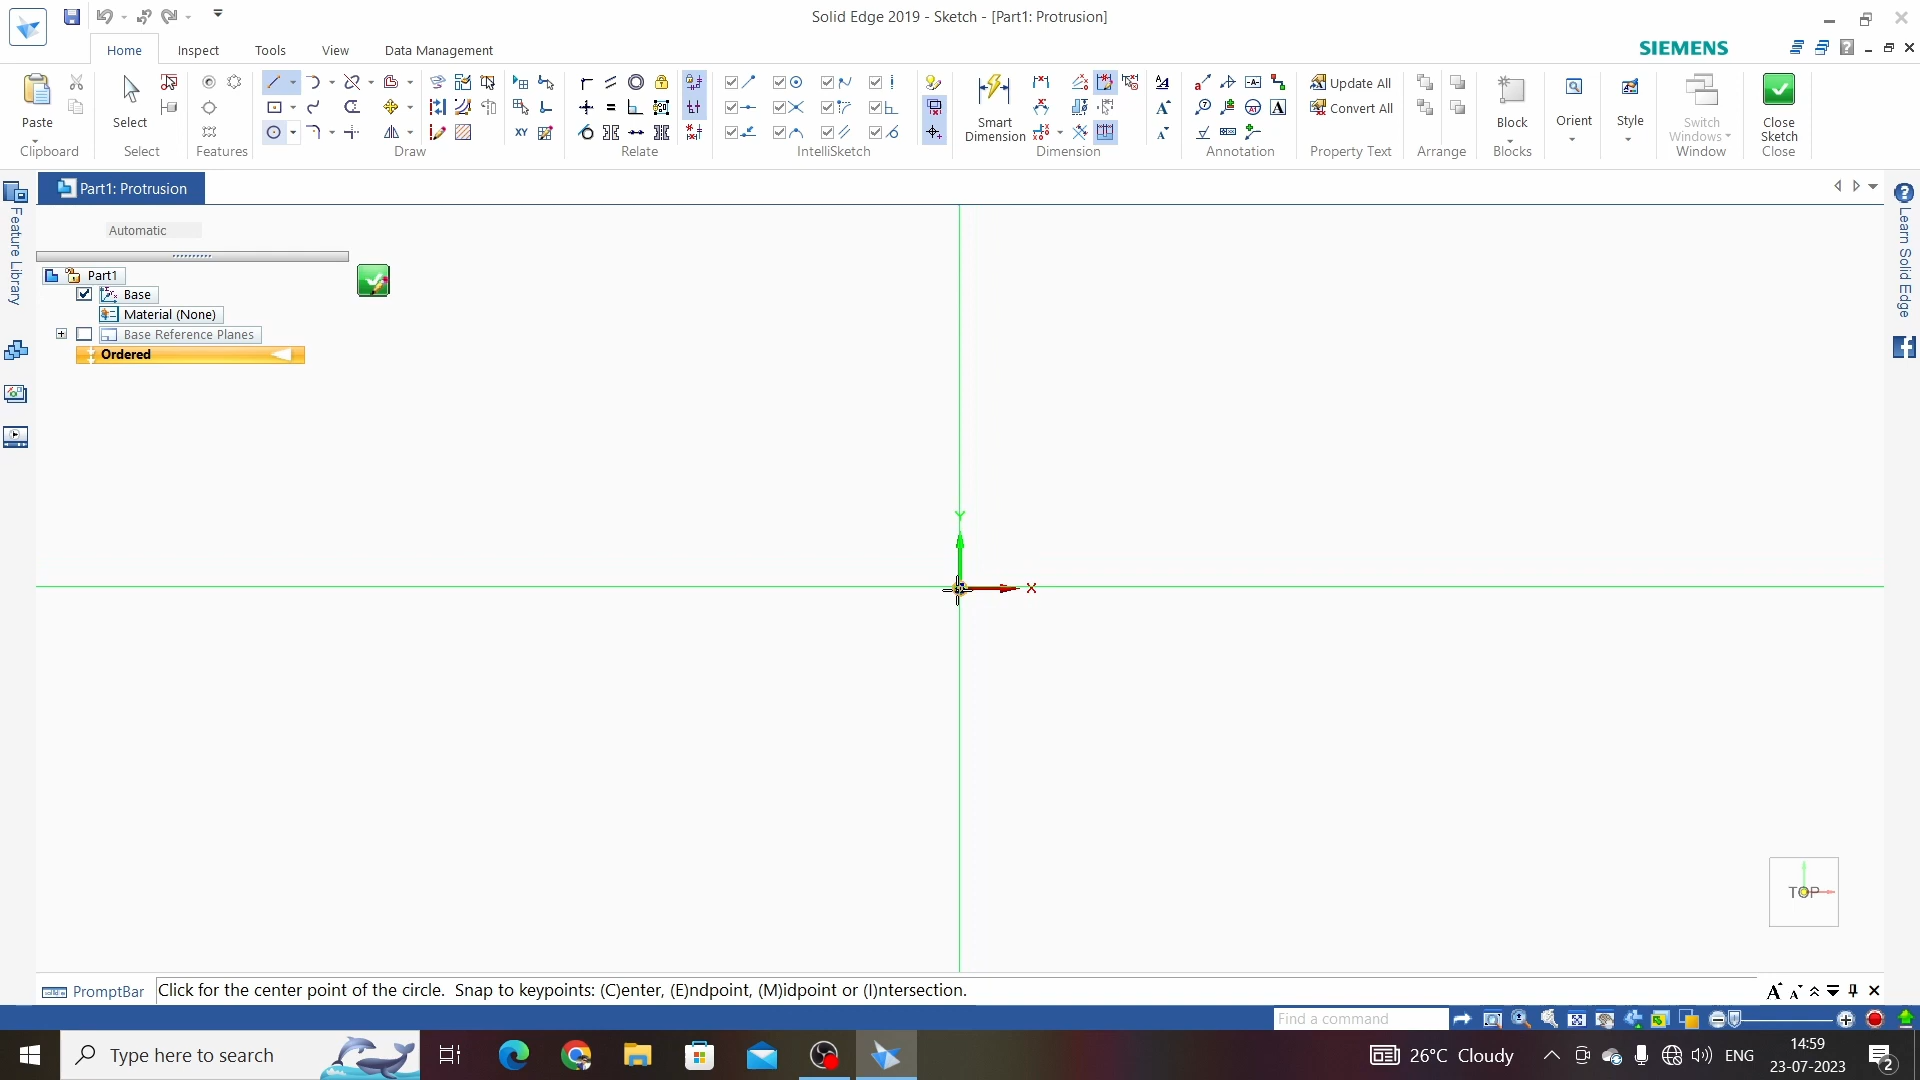 Solid Edge 2019 - Sketch - [Part1: Protrusion]
Home Inspect Tools View Data Management
SIEMENS
Paste
Clipboard
Select
Select
Features
Draw
XY
Relate
IntelliSketch
Smart
Dimension
Dimension
Annotation
Update All
Convert All
Property Text
Arrange
Block
Blocks
Orient
Style
Switch
Windows
Window
Close
Sketch
Close
Part1: Protrusion
Feature Library
Learn Solid Edge
Automatic
Part1
Base
Material (None)
Base Reference Planes
Ordered
Y
X
TOP
PromptBar
Click for the center point of the circle. Snap to keypoints: (C)enter, (E)ndpoint, (M)idpoint or (I)ntersection.
Find a command
Type here to search
26°C Cloudy
ENG
14:59
23-07-2023
2